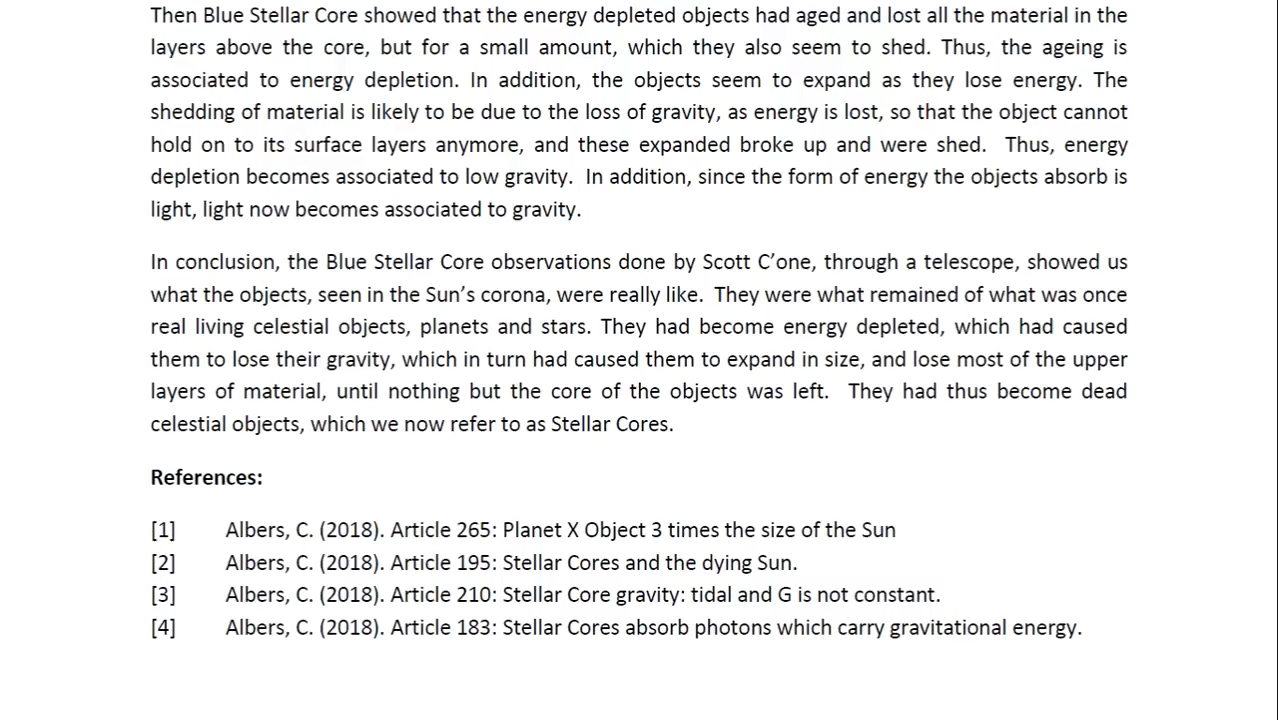 Then Blue Stellar Core showed that the energy depleted objects had aged and lost all the material in the
layers above the core, but for a small amount, which they also seem to shed. Thus, the ageing is
associated to energy depletion. In addition, the objects seem to expand as they lose energy. The
shedding of material is likely to be due to the loss of gravity, as energy is lost, so that the object cannot
hold on to its surface layers anymore, and these expanded broke up and were shed.  Thus, energy
depletion becomes associated to low gravity.  In addition, since the form of energy the objects absorb is
light, light now becomes associated to gravity.
In conclusion, the Blue Stellar Core observations done by Scott C’one, through a telescope, showed us
what the objects, seen in the Sun’s corona, were really like.  They were what remained of what was once
real living celestial objects, planets and stars. They had become energy depleted, which had caused
them to lose their gravity, which in turn had caused them to expand in size, and lose most of the upper
layers of material, until nothing but the core of the objects was left.  They had thus become dead
celestial objects, which we now refer to as Stellar Cores.
References:
[1] Albers, C. (2018). Article 265: Planet X Object 3 times the size of the Sun
[2] Albers, C. (2018). Article 195: Stellar Cores and the dying Sun.
[3] Albers, C. (2018). Article 210: Stellar Core gravity: tidal and G is not constant.
[4] Albers, C. (2018). Article 183: Stellar Cores absorb photons which carry gravitational energy.